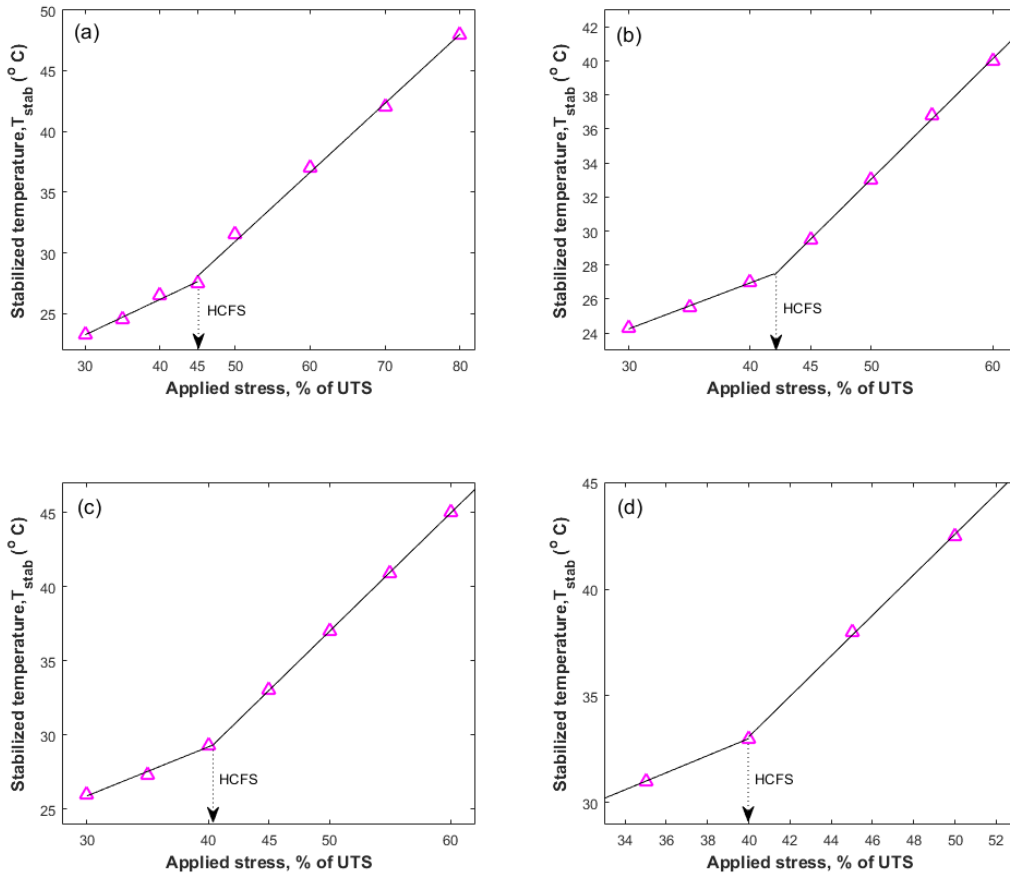 (a)
Stabilized temperature,T_stab (° C)
45
40
35
30
25
HCFS
30 35 40 45 50 60 70 80
Applied stress, % of UTS
(b)
Stabilized temperature,T_stab (° C)
42
40
38
36
34
32
30
28
26
24
HCFS
30 40 45 50 60
Applied stress, % of UTS
(c)
Stabilized temperature,T_stab (° C)
45
40
35
30
25
HCFS
30 40 45 50 55 60
Applied stress, % of UTS
(d)
Stabilized temperature,T_stab (° C)
45
40
35
30
HCFS
34 36 38 40 42 44 46 48 50 52
Applied stress, % of UTS